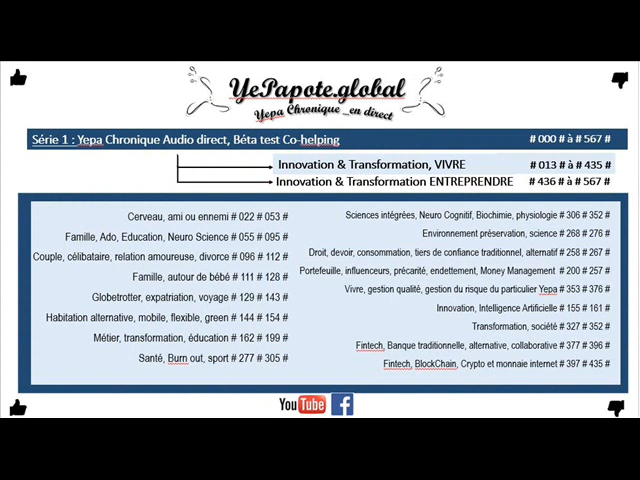 YePapote.global
Yepa Chronique _en direct
Série 1 : Yepa Chronique Audio direct, Béta test Co-helping # 000 # à # 567 #
Innovation & Transformation, VIVRE # 013 # à # 435 #
Innovation & Transformation ENTREPRENDRE # 436 # à # 567 #
Cerveau, ami ou ennemi # 022 # 053 #
Famille, Ado, Education, Neuro Science # 055 # 095 #
Couple, célibataire, relation amoureuse, divorce # 096 # 112 #
Famille, autour de bébé # 111 # 128 #
Globetrotter, expatriation, voyage # 129 # 143 #
Habitation alternative, mobile, flexible, green # 144 # 154 #
Métier, transformation, éducation # 162 # 199 #
Santé, Burn out, sport # 277 # 305 #
Sciences intégrées, Neuro Cognitif, Biochimie, physiologie # 306 # 352 #
Environnement préservation, science # 268 # 276 #
Droit, devoir, consommation, tiers de confiance traditionnel, alternatif # 258 # 267 #
Portefeuille, influenceurs, précarité, endettement, Money Management # 200 # 257 #
Vivre, gestion qualité, gestion du risque du particulier Yepa # 353 # 376 #
Innovation, Intelligence Artificielle # 155 # 161 #
Transformation, société # 327 # 352 #
Fintech, Banque traditionnelle, alternative, collaborative # 377 # 396 #
Fintech, BlockChain, Crypto et monnaie internet # 397 # 435 #
YouTube f